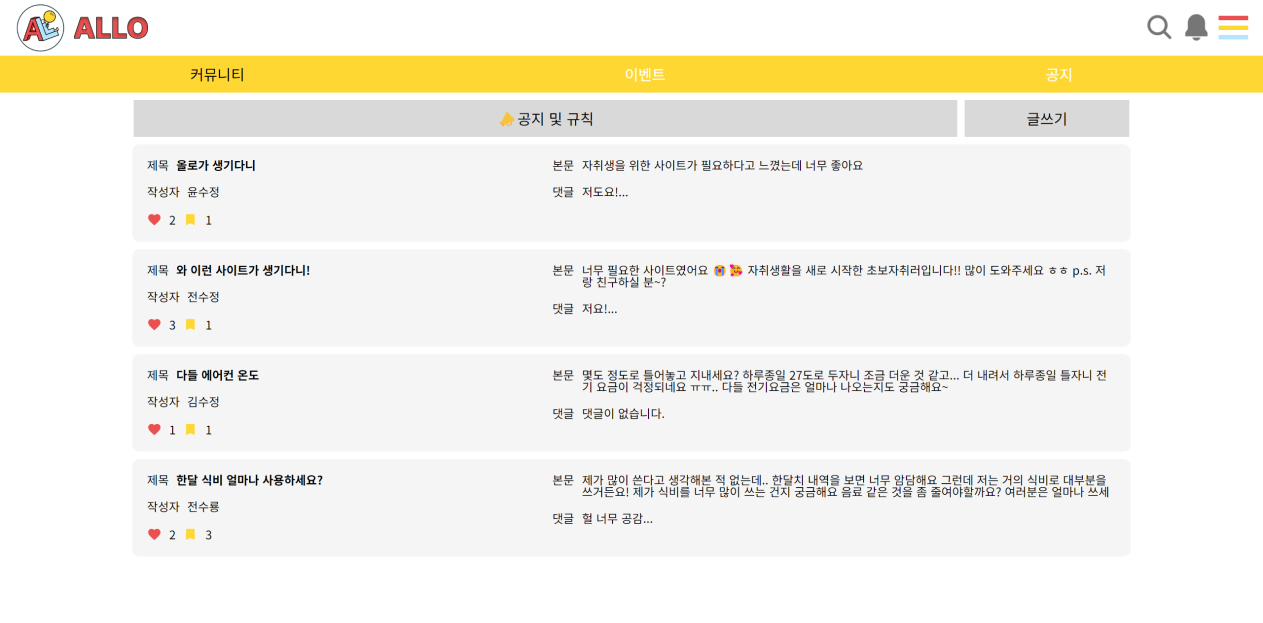 ALLO
커뮤니티 이벤트 공지
📣공지 및 규칙 글쓰기
제목 올로가 생기다니
작성자 윤수정
2 1
본문 자취생을 위한 사이트가 필요하다고 느꼈는데 너무 좋아요
댓글 저도요!...
제목 와 이런 사이트가 생기다니!
작성자 전수정
3 1
본문 너무 필요한 사이트였어요 😭 🥰 자취생활을 새로 시작한 초보자취러입니다!! 많이 도와주세요 ㅎㅎ p.s. 저
랑 친구하실 분~?
댓글 저요!...
제목 다들 에어컨 온도
작성자 김수정
1 1
본문 몇도 정도로 틀어놓고 지내세요? 하루종일 27도로 두자니 조금 더운 것 같고... 더 내려서 하루종일 틀자니 전
기 요금이 걱정되네요 ㅠㅠ.. 다들 전기요금은 얼마나 나오는지도 궁금해요~
댓글 댓글이 없습니다.
제목 한달 식비 얼마나 사용하세요?
작성자 전수룡
2 3
본문 제가 많이 쓴다고 생각해본 적 없는데.. 한달치 내역을 보면 너무 암담해요 그런데 저는 거의 식비로 대부분을
쓰거든요! 제가 식비를 너무 많이 쓰는 건지 궁금해요 음료 같은 것을 좀 줄여야할까요? 여러분은 얼마나 쓰세
댓글 헐 너무 공감...